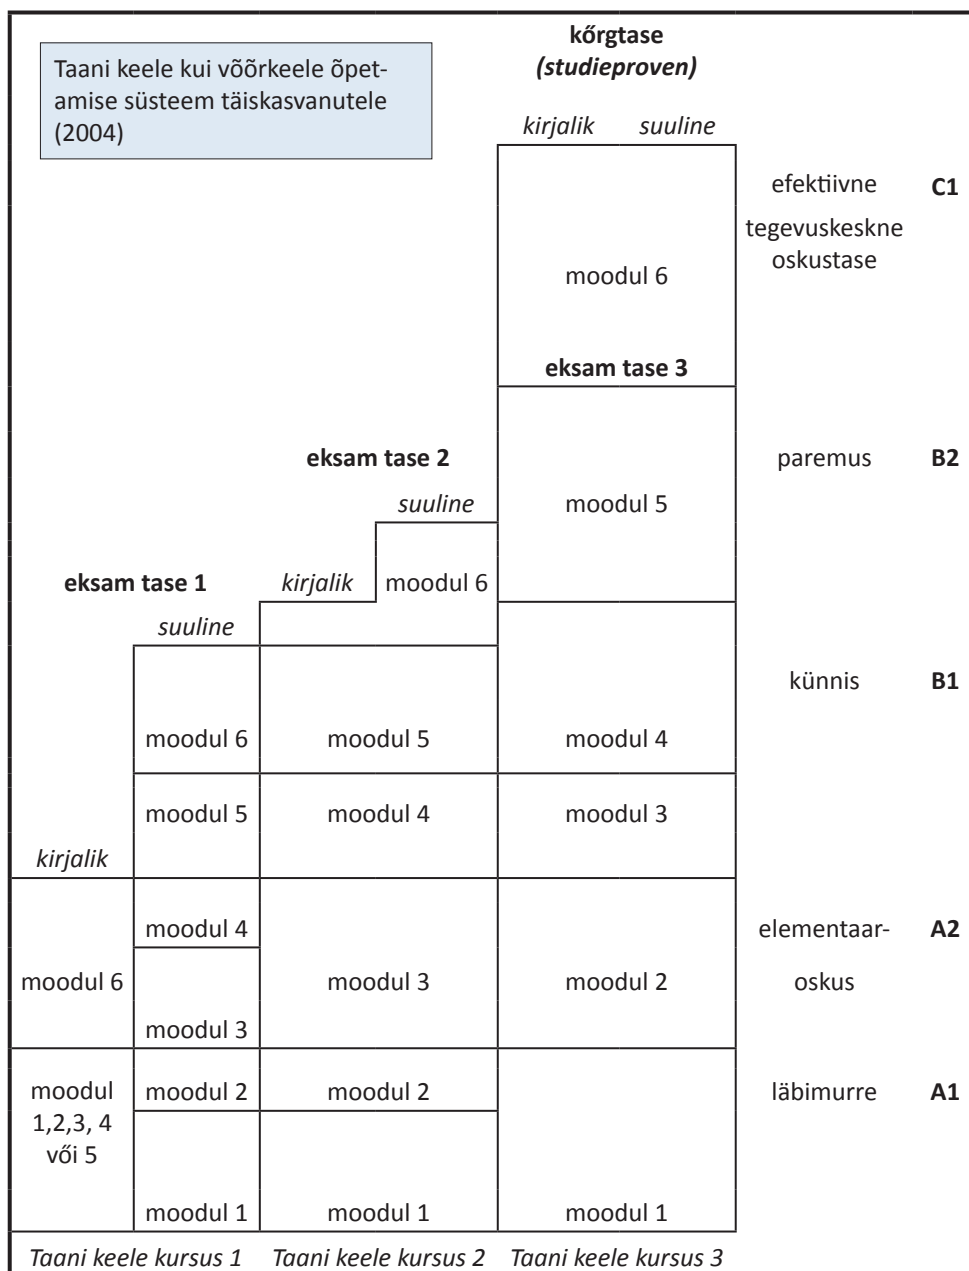 kõrgtase
(studieproven)
Taani keele kui võõrkeele õpet-
amise süsteem täiskasvanutele
(2004)
kirjalik suuline
efektiivne C1
tegevuskeskne
oskustase
moodul 6
eksam tase 3
eksam tase 2
paremus B2
suuline
moodul 5
eksam tase 1
kirjalik
moodul 6
suuline
künnis B1
moodul 6 moodul 5 moodul 4
moodul 5 moodul 4 moodul 3
kirjalik
moodul 4
elementaar- A2
moodul 6 moodul 3 moodul 2
oskus
moodul 3
moodul
1,2,3, 4
või 5
moodul 2 moodul 2
läbimurre A1
moodul 1 moodul 1 moodul 1
Taani keele kursus 1 Taani keele kursus 2 Taani keele kursus 3